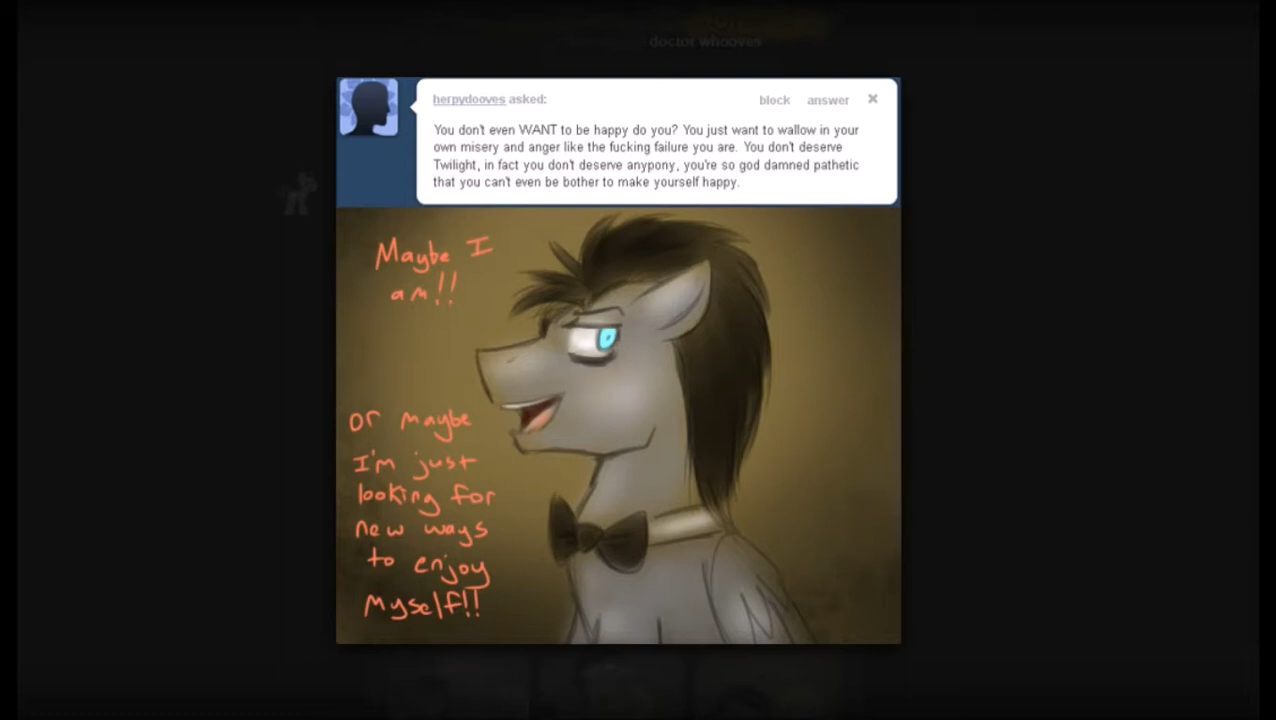 doctor whooves
herpydooves asked:
block answer ×
You don't even WANT to be happy do you? You just want to wallow in your
own misery and anger like the fucking failure you are. You don't deserve
Twilight, in fact you don't deserve anypony, you're so god damned pathetic
that you can't even be bother to make yourself happy.
Maybe I
am!!
or maybe
I'm just
looking for
new ways
to enjoy
myself!!